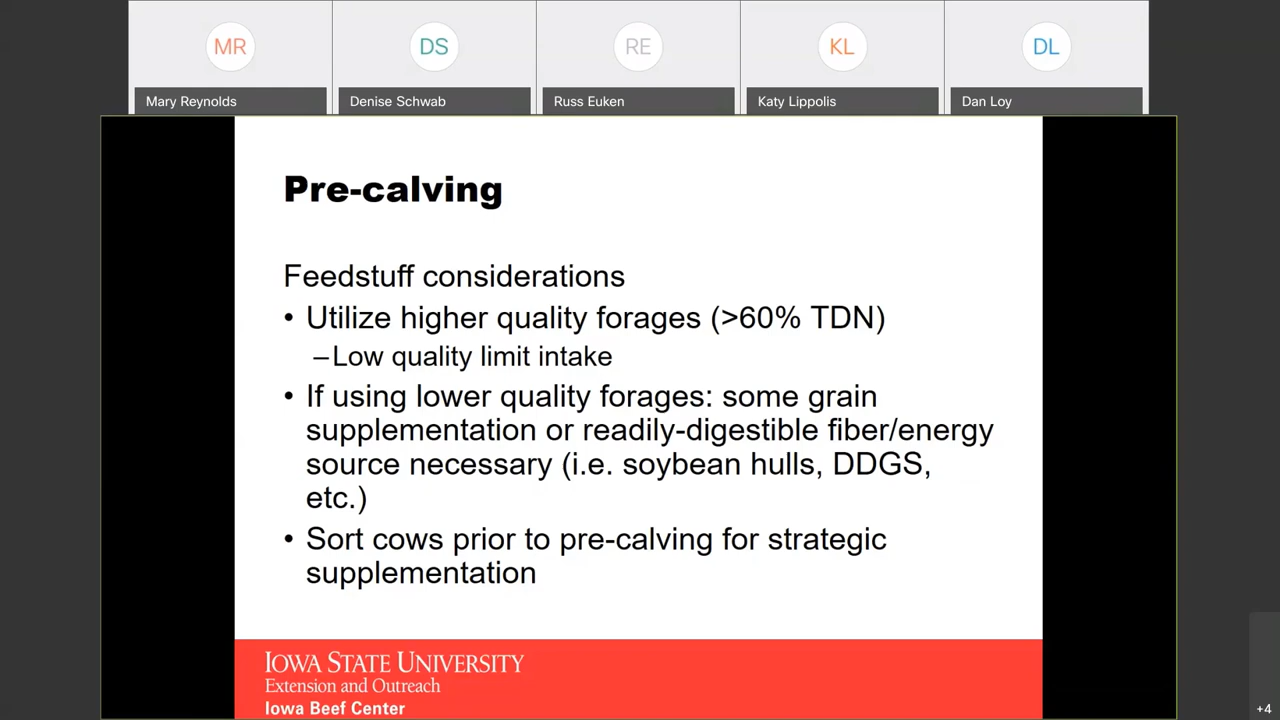 MR
DS
RE
KL
DL
Mary Reynolds
Denise Schwab
Russ Euken
Katy Lippolis
Dan Loy
Pre-calving
Feedstuff considerations
• Utilize higher quality forages (>60% TDN)
–Low quality limit intake
• If using lower quality forages: some grain
supplementation or readily-digestible fiber/energy
source necessary (i.e. soybean hulls, DDGS,
etc.)
• Sort cows prior to pre-calving for strategic
supplementation
IOWA STATE UNIVERSITY
Extension and Outreach
Iowa Beef Center
+4